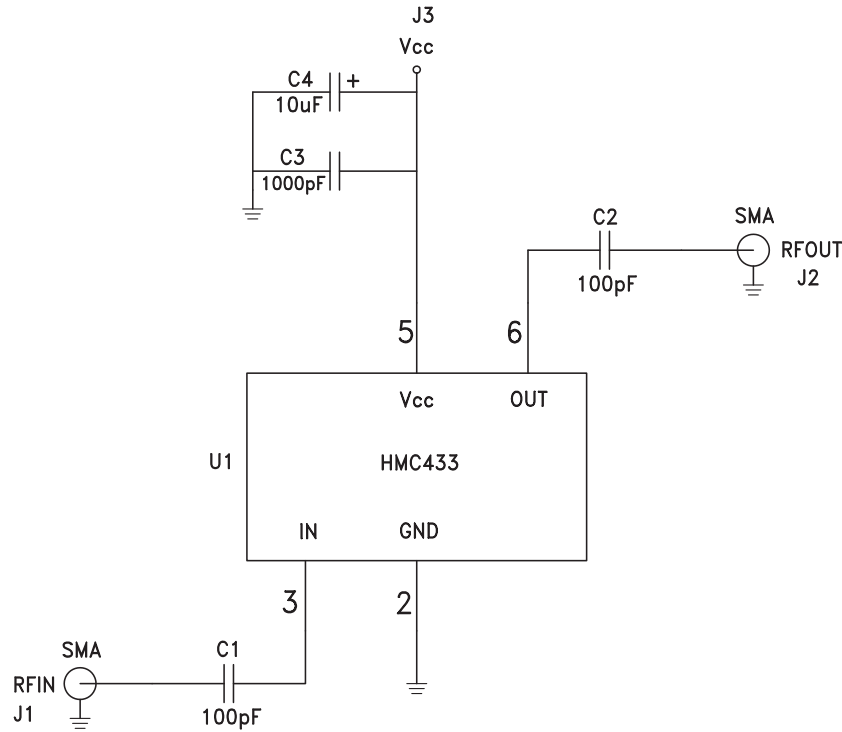 J3
Vcc
C4
+
10uF
C3
1000pF
C2
100pF
SMA
RFOUT
J2
5
6
Vcc
OUT
U1
HMC433
IN
GND
3
2
SMA
RFIN
J1
C1
100pF